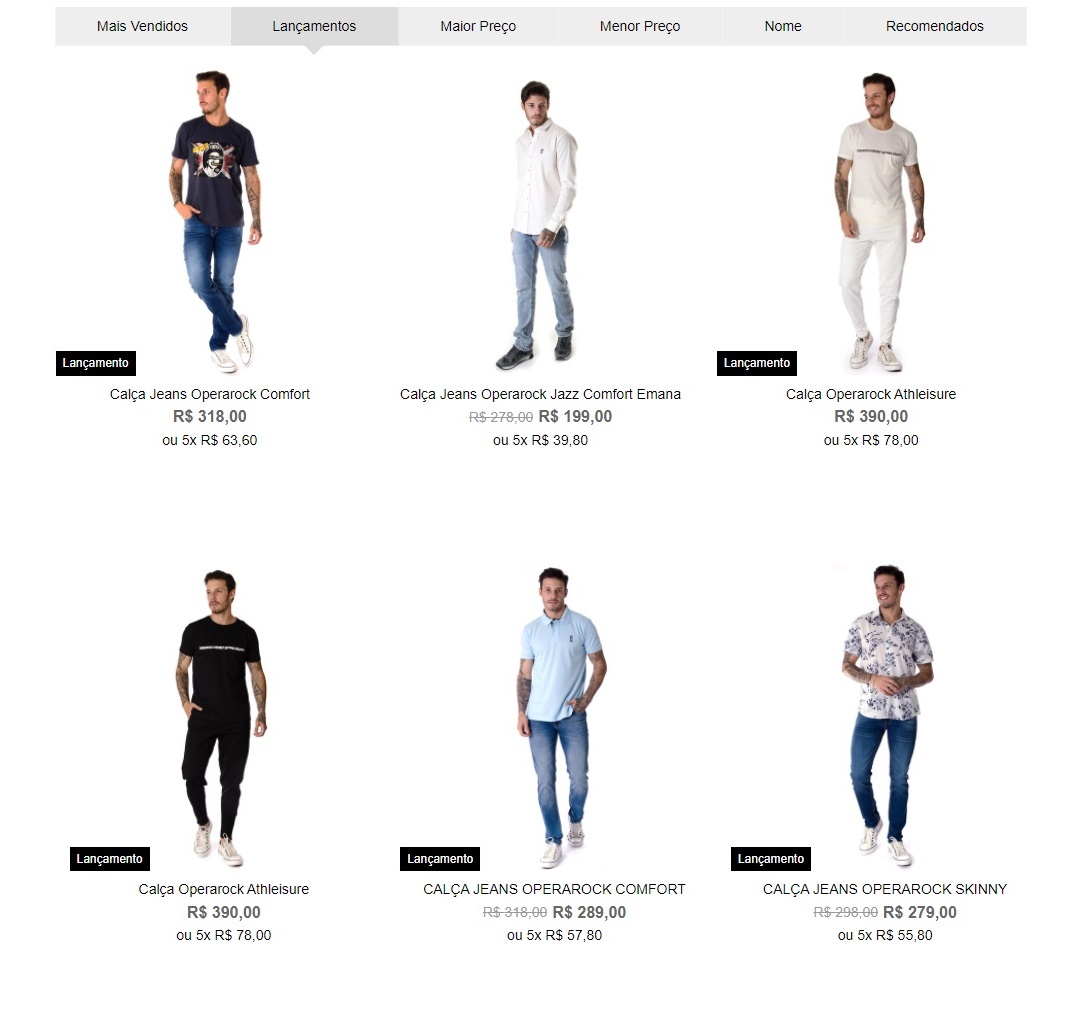 Mais Vendidos
Lançamentos
Maior Preço
Menor Preço
Nome
Recomendados
Lançamento
Calça Jeans Operarock Comfort
R$ 318,00
ou 5x R$ 63,60
Calça Jeans Operarock Jazz Comfort Emana
R$ 278,00 R$ 199,00
ou 5x R$ 39,80
Lançamento
Calça Operarock Athleisure
R$ 390,00
ou 5x R$ 78,00
Lançamento
Calça Operarock Athleisure
R$ 390,00
ou 5x R$ 78,00
Lançamento
CALÇA JEANS OPERAROCK COMFORT
R$ 318,00 R$ 289,00
ou 5x R$ 57,80
Lançamento
CALÇA JEANS OPERAROCK SKINNY
R$ 298,00 R$ 279,00
ou 5x R$ 55,80